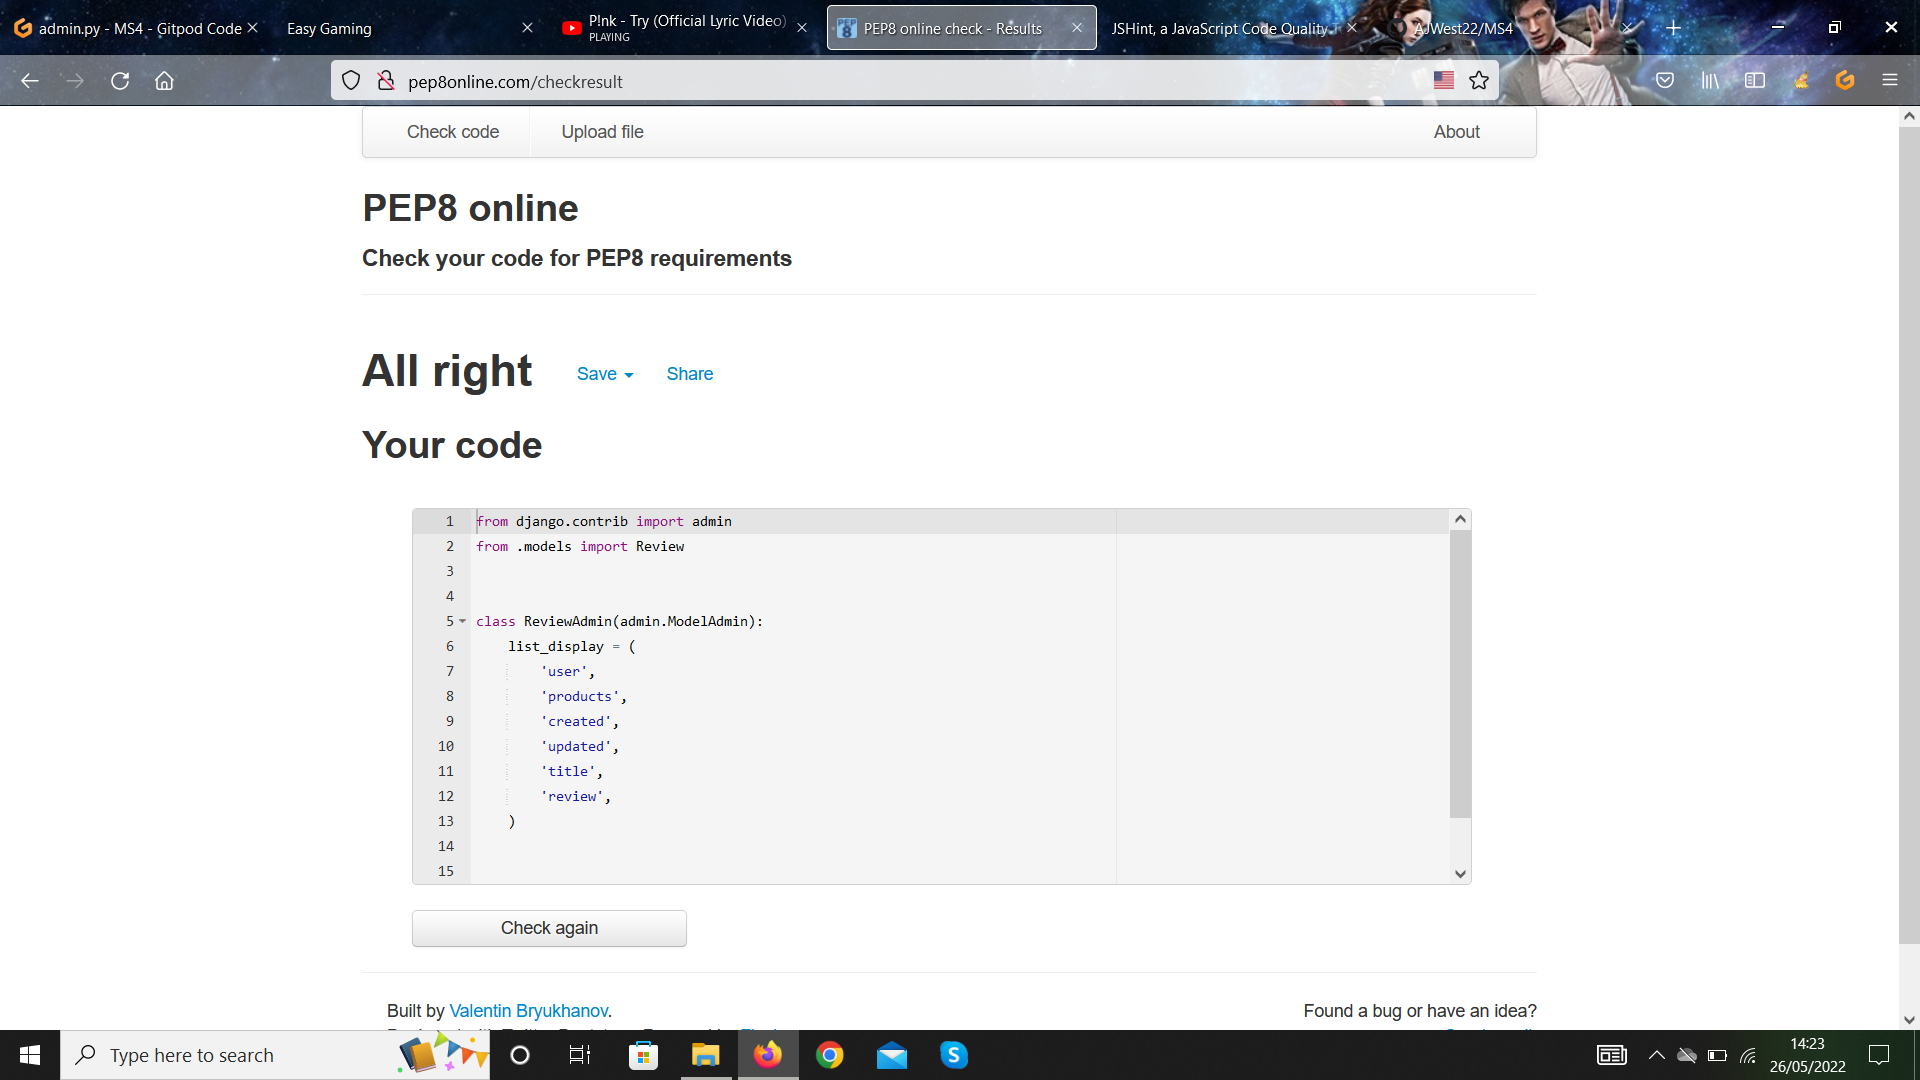 admin.py - MS4 - Gitpod Code
Easy Gaming
P!nk - Try (Official Lyric Video)
PLAYING
PEP8 online check - Results
JSHint, a JavaScript Code Quality
AJWest22/MS4
pep8online.com/checkresult
Check code
Upload file
About
PEP8 online
Check your code for PEP8 requirements
All right
Save
Share
Your code
1 from django.contrib import admin
2 from .models import Review
3
4
5 class ReviewAdmin(admin.ModelAdmin):
6     list_display = (
7         'user',
8         'products',
9         'created',
10         'updated',
11         'title',
12         'review',
13     )
14
15
Check again
Built by Valentin Bryukhanov.
Found a bug or have an idea?
Type here to search
14:23
26/05/2022